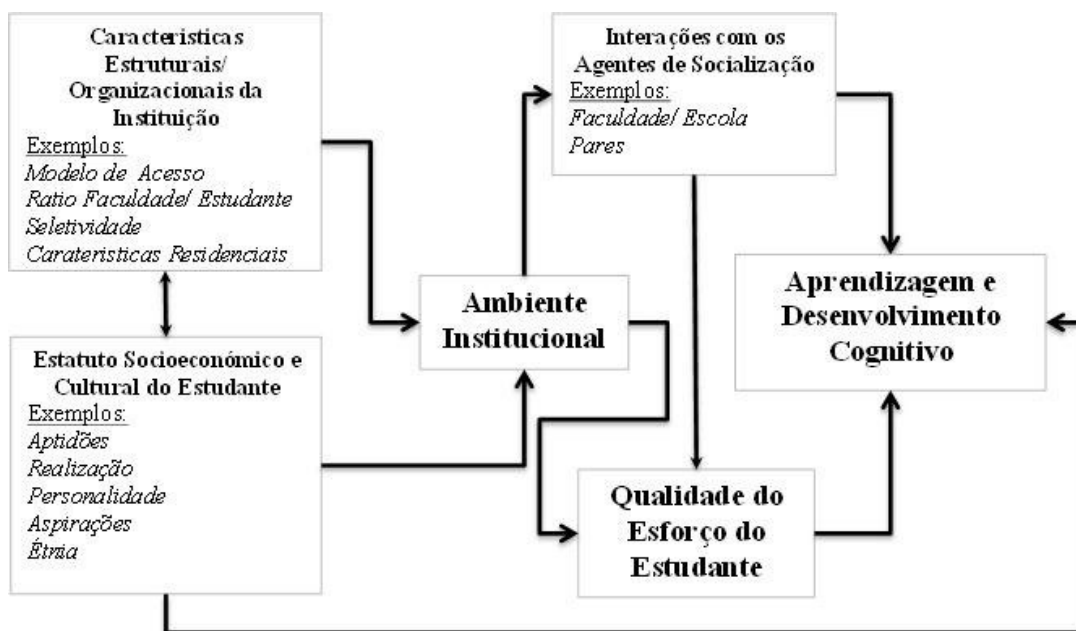 Caracteristicas
Estruturais/
Organizacionais da
Instituição
Exemplos:
Modelo de Acesso
Ratio Faculdade/ Estudante
Seletividade
Carateristicas Residenciais
Estatuto Socioeconómico e
Cultural do Estudante
Exemplos:
Aptidões
Realização
Personalidade
Aspirações
Étnia
Ambiente
Institucional
Interações com os
Agentes de Socialização
Exemplos:
Faculdade/ Escola
Pares
Qualidade do
Esforço do
Estudante
Aprendizagem e
Desenvolvimento
Cognitivo